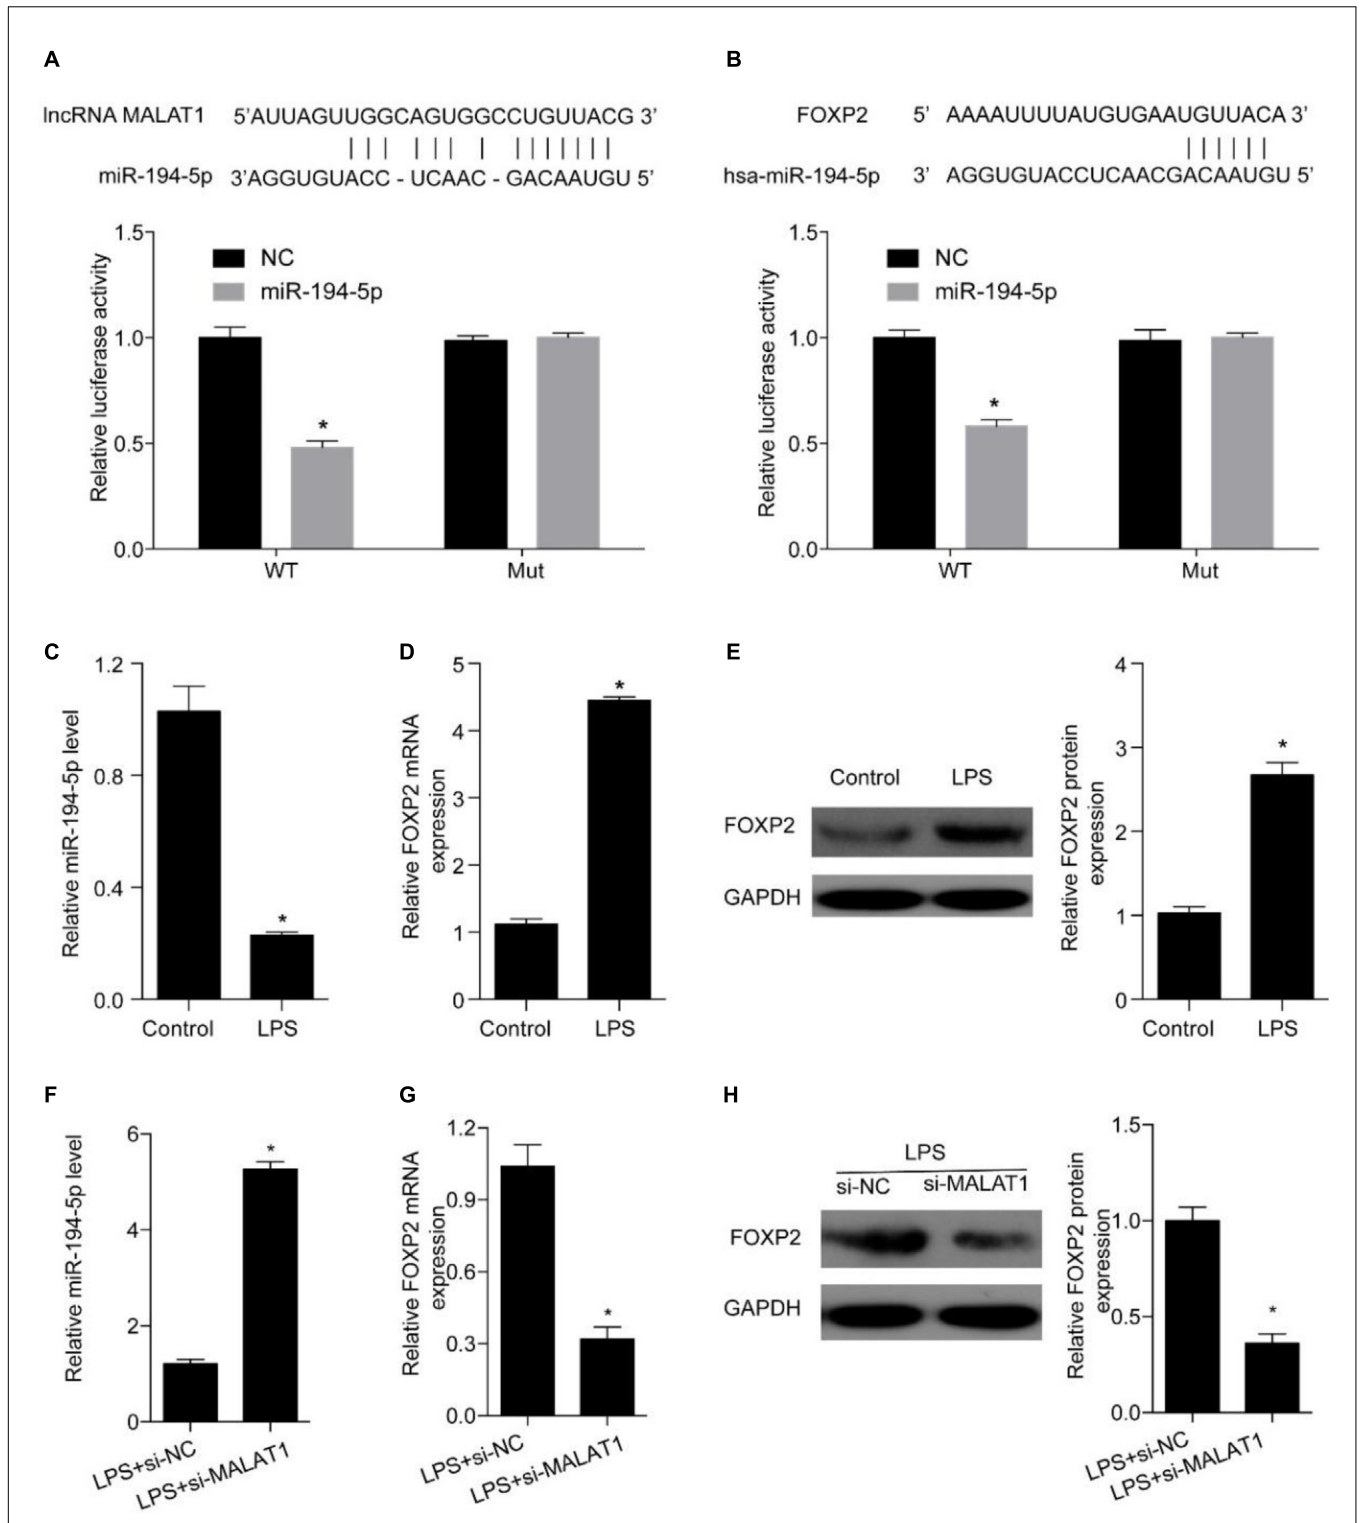 A
lncRNA MALAT1 5'AUUAGUUGGCAGUGGCCUGUUACG 3'
miR-194-5p 3'AGGUGUACC - UCAAC - GACAAUGU 5'
1.5
1.0
0.5
0.0
Relative luciferase activity
NC
miR-194-5p
*
WT Mut
B
FOXP2 5' AAAAUUUUAUGUGAAUGUUACA 3'
hsa-miR-194-5p 3' AGGUGUACCUCAACGACAAUGU 5'
1.5
1.0
0.5
0.0
Relative luciferase activity
NC
miR-194-5p
*
WT Mut
C
1.2
0.8
0.4
0.0
Relative miR-194-5p level
*
Control LPS
D
5
4
3
2
1
0
Relative FOXP2 mRNA
expression
*
Control LPS
E
Control LPS
FOXP2
GAPDH
4
3
2
1
0
Relative FOXP2 protein
expression
*
Control LPS
F
6
4
2
0
Relative miR-194-5p level
*
LPS+si-NC
LPS+si-MALAT1
G
1.2
0.9
0.6
0.3
0.0
Relative FOXP2 mRNA
expression
*
LPS+si-NC
LPS+si-MALAT1
H
LPS
si-NC si-MALAT1
FOXP2
GAPDH
1.5
1.0
0.5
0.0
Relative FOXP2 protein
expression
*
LPS+si-NC
LPS+si-MALAT1